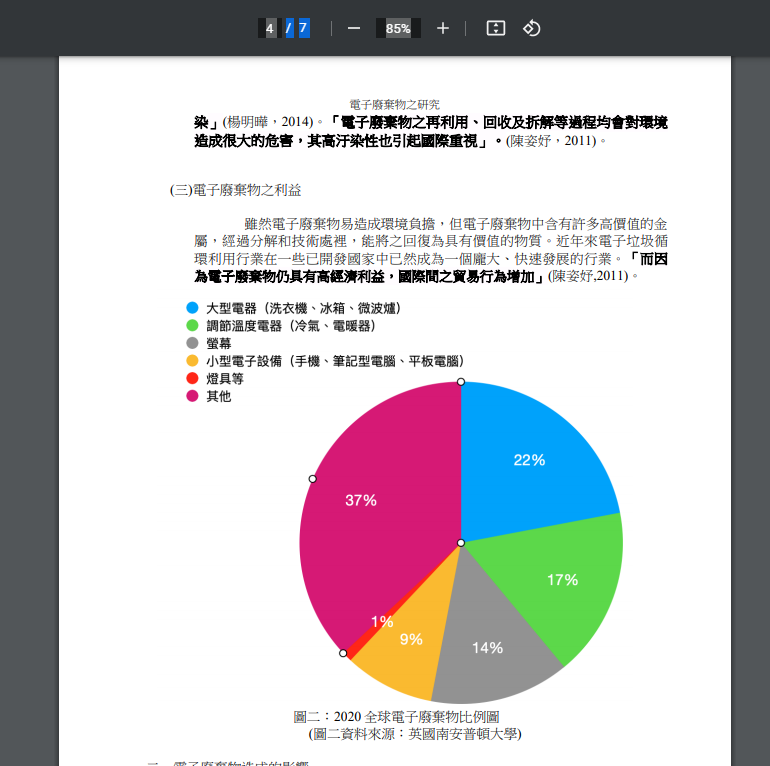 4 / 7
85%
電子廢棄物之研究
染」(楊明曄，2014)。「電子廢棄物之再利用、回收及拆解等過程均會對環境
造成很大的危害，其高汙染性也引起國際重視」。(陳姿妤，2011)。
(三)電子廢棄物之利益
雖然電子廢棄物易造成環境負擔，但電子廢棄物中含有許多高價值的金
屬，經過分解和技術處裡，能將之回復為具有價值的物質。近年來電子垃圾循
環利用行業在一些已開發國家中已然成為一個龐大、快速發展的行業。「而因
為電子廢棄物仍具有高經濟利益，國際間之貿易行為增加」(陳姿妤,2011)。
大型電器（洗衣機、冰箱、微波爐）
調節溫度電器（冷氣、電暖器）
螢幕
小型電子設備（手機、筆記型電腦、平板電腦）
燈具等
其他
22%
37%
17%
1%
9%
14%
圖二：2020 全球電子廢棄物比例圖
(圖二資料來源：英國南安普頓大學)
二、電子廢棄物造成的影響